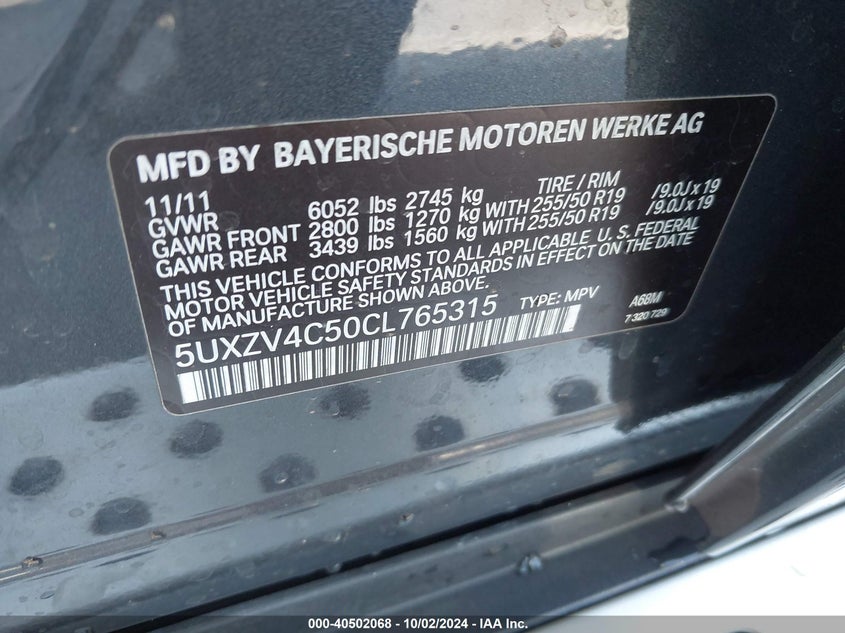 MFD BY BAYERISCHE MOTOREN WERKE AG
11/11 TIRE / RIM
GVWR 6052 lbs 2745 kg
GAWR FRONT 2800 lbs 1270 kg WITH 255/50 R19 /9.0J x 19
GAWR REAR 3439 lbs 1560 kg WITH 255/50 R19 /9.0J x 19
THIS VEHICLE CONFORMS TO ALL APPLICABLE U. S. FEDERAL
MOTOR VEHICLE SAFETY STANDARDS IN EFFECT ON THE DATE
OF MANUFACTURE SHOWN ABOVE.
5UXZV4C50CL765315 TYPE: MPV A68M
7 320 729
000-40502068 - 10/02/2024 - IAA Inc.